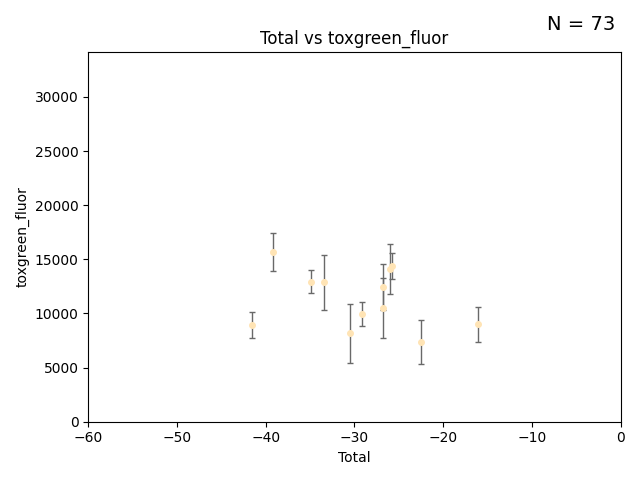 N = 73
Total vs toxgreen_fluor
30000
25000
20000
15000
10000
5000
0
toxgreen_fluor
−60 −50 −40 −30 −20 −10 0
Total